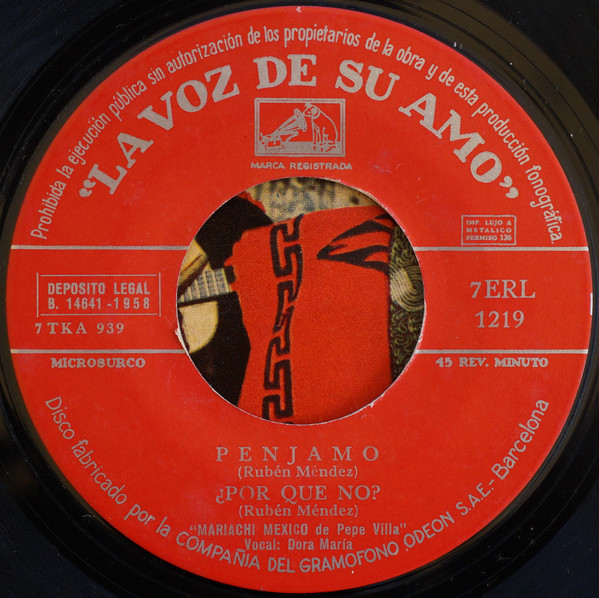 Prohibida la ejecución pública sin autorización de los propietarios de la obra y de esta producción fonográfica.
"LA VOZ DE SU AMO"
MARCA REGISTRADA
IMP. LUJO A
METALICO
PERMISO 136
DEPOSITO LEGAL
B. 14641-1958
7TKA 939
7ERL
1219
MICROSURCO
45 REV. MINUTO
PENJAMO
(Rubén Méndez)
¿POR QUE NO?
(Rubén Méndez)
"MARIACHI MEXICO de Pepe Villa"
Vocal: Dora María
Disco fabricado por la COMPAÑIA DEL GRAMOFONO ODEON S.A.E.- Barcelona